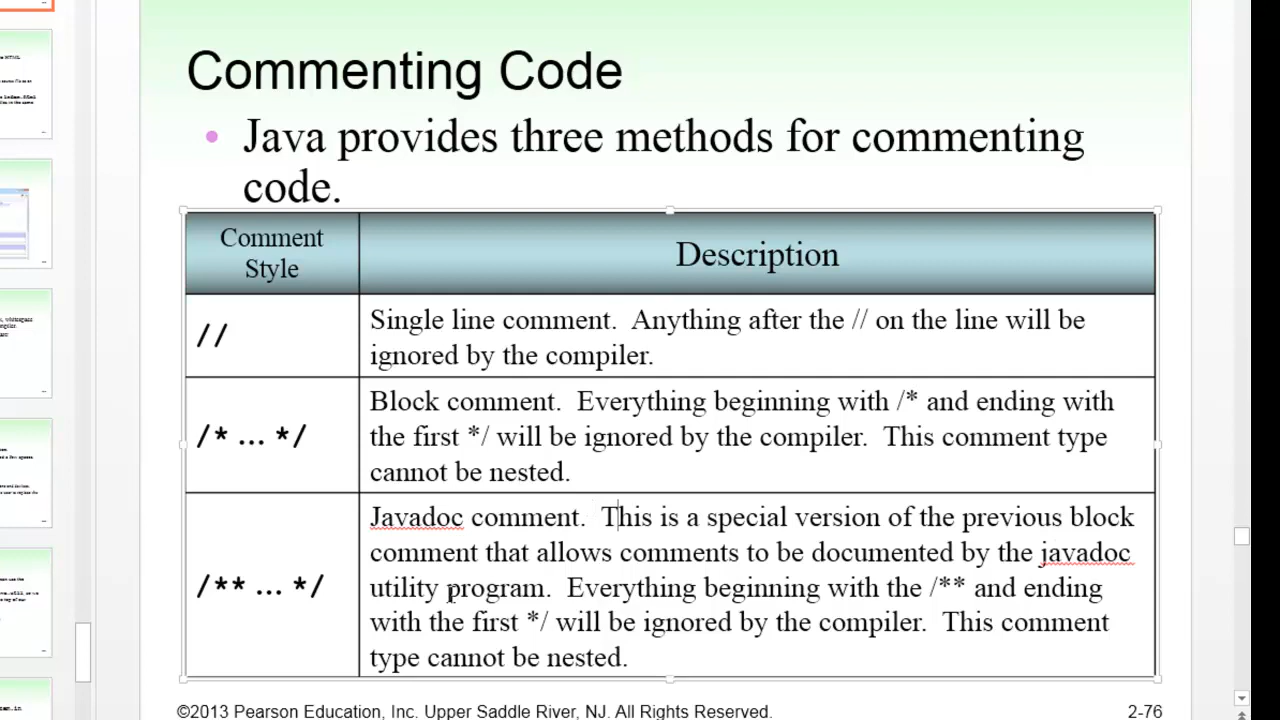 Commenting Code
• Java provides three methods for commenting
code.
Comment
Style
Description
//
Single line comment.  Anything after the // on the line will be
ignored by the compiler.
/* … */
Block comment.  Everything beginning with /* and ending with
the first */ will be ignored by the compiler.  This comment type
cannot be nested.
/** … */
Javadoc comment.  This is a special version of the previous block
comment that allows comments to be documented by the javadoc
utility program.  Everything beginning with the /** and ending
with the first */ will be ignored by the compiler.  This comment
type cannot be nested.
©2013 Pearson Education, Inc. Upper Saddle River, NJ. All Rights Reserved.
2-76